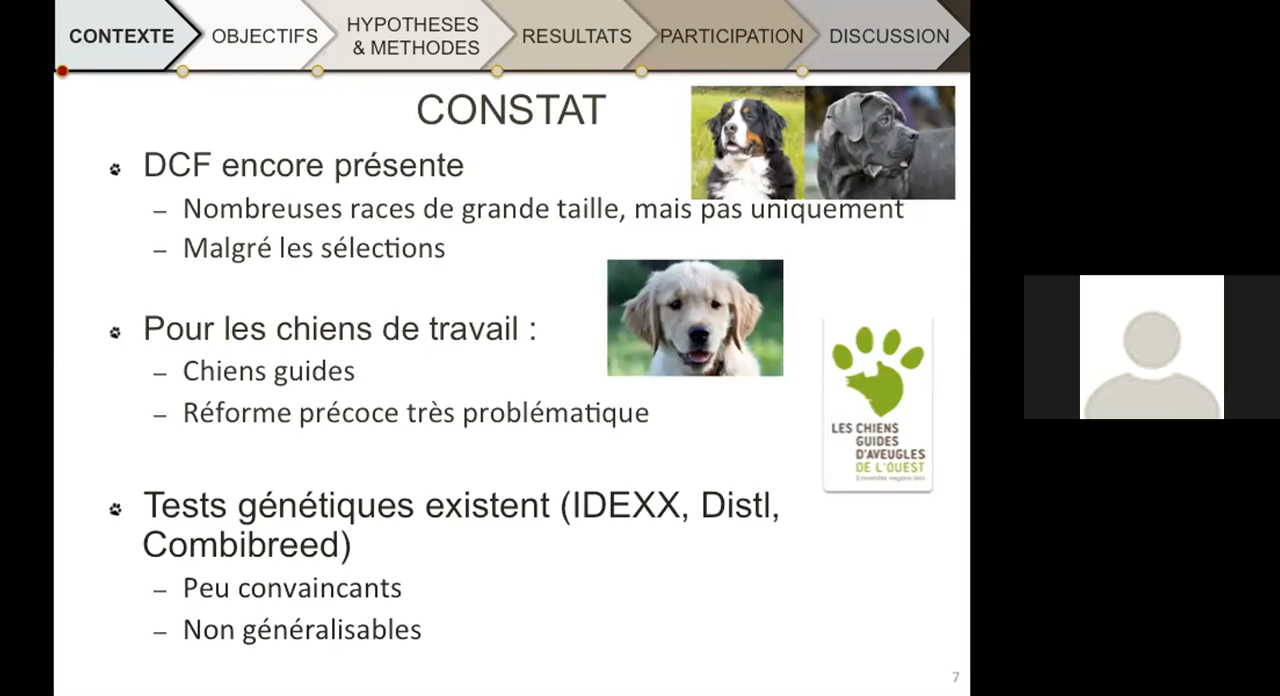 CONTEXTE
OBJECTIFS
HYPOTHESES
& METHODES
RESULTATS
PARTICIPATION
DISCUSSION
CONSTAT
DCF encore présente
– Nombreuses races de grande taille, mais pas uniquement
– Malgré les sélections
Pour les chiens de travail :
– Chiens guides
– Réforme précoce très problématique
LES CHIENS
GUIDES
D'AVEUGLES
DE L'OUEST
Tests génétiques existent (IDEXX, Distl,
Combibreed)
– Peu convaincants
– Non généralisables
7